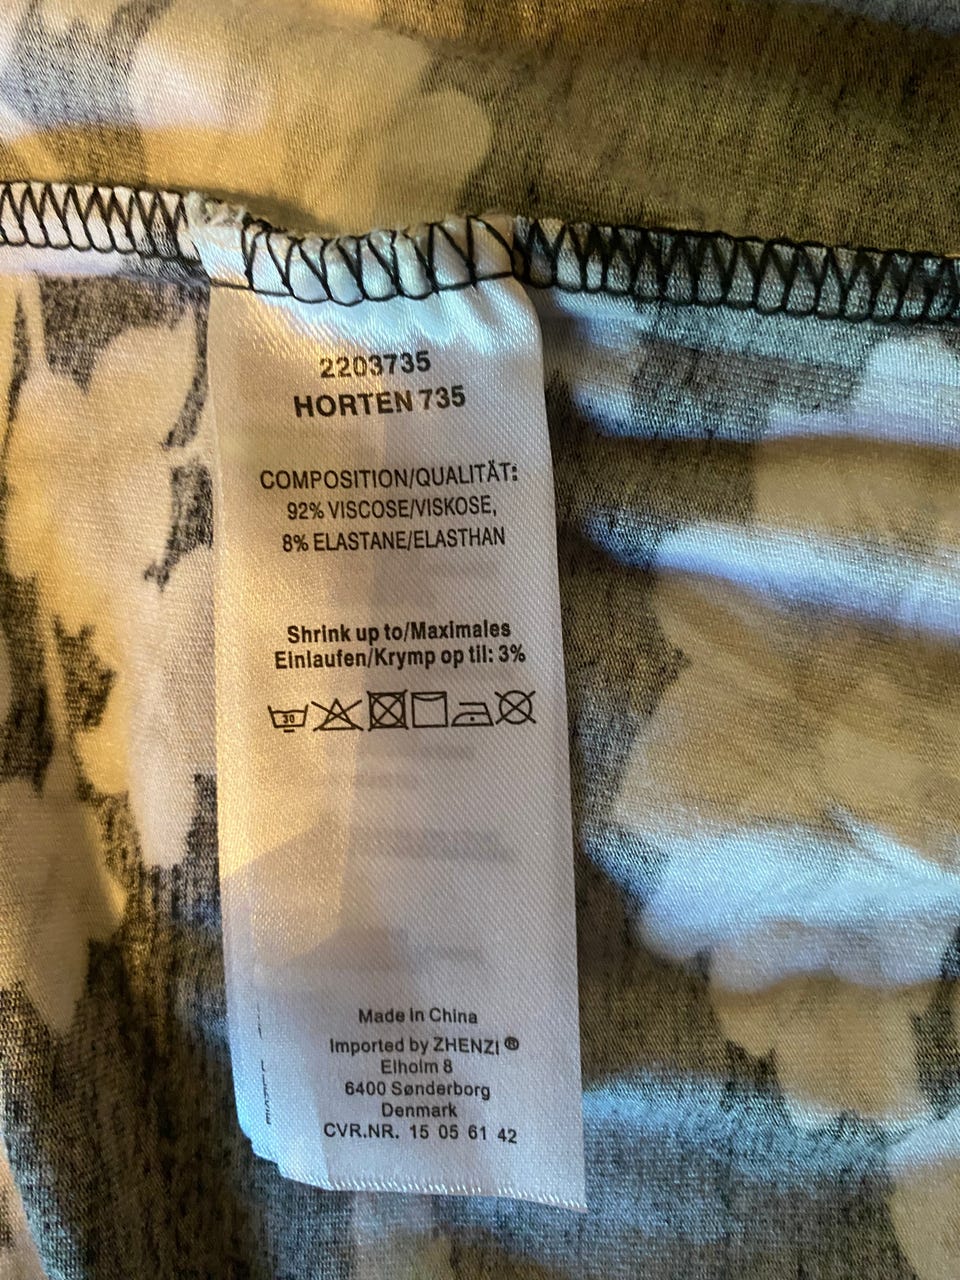 2203735
HORTEN 735
COMPOSITION/QUALITÄT:
92% VISCOSE/VISKOSE,
8% ELASTANE/ELASTHAN
Shrink up to/Maximales
Einlaufen/Krymp op til: 3%
30
Made in China
Imported by ZHENZI ®
Elholm 8
6400 Sønderborg
Denmark
CVR.NR. 15 05 61 42